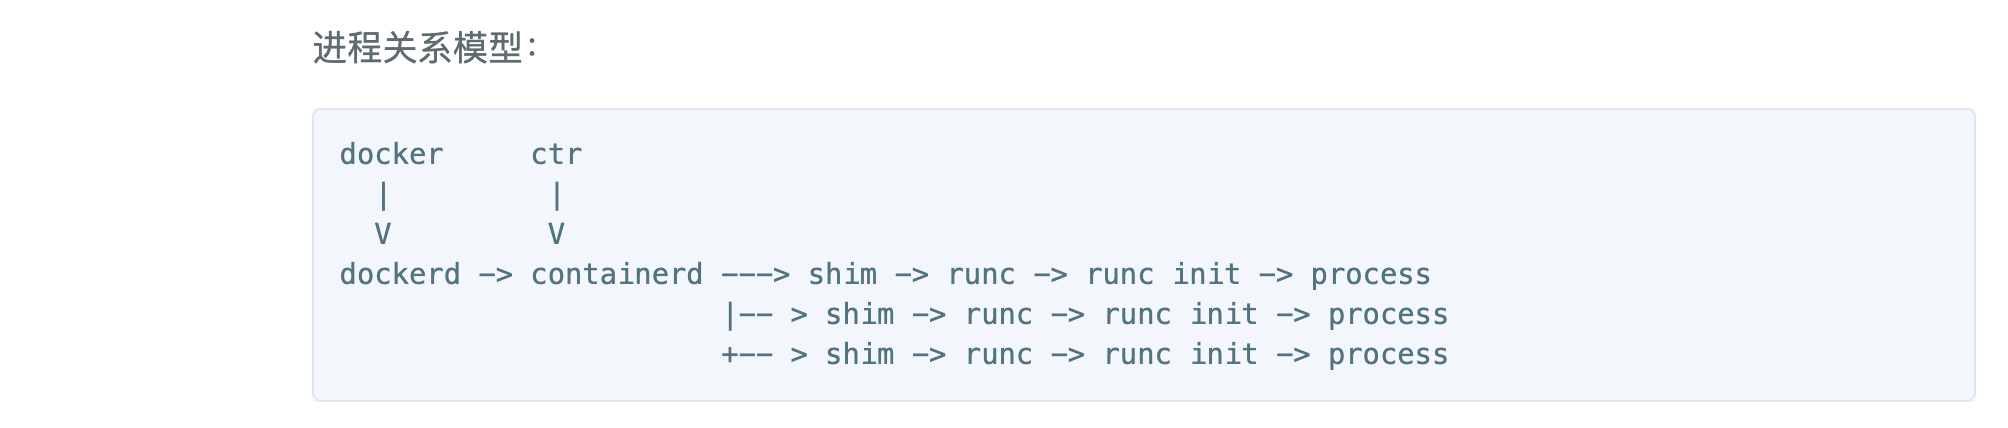 进程关系模型：
docker     ctr
  |          |
  V          V
dockerd -> containerd ---> shim -> runc -> runc init -> process
                      |-- > shim -> runc -> runc init -> process
                      +-- > shim -> runc -> runc init -> process